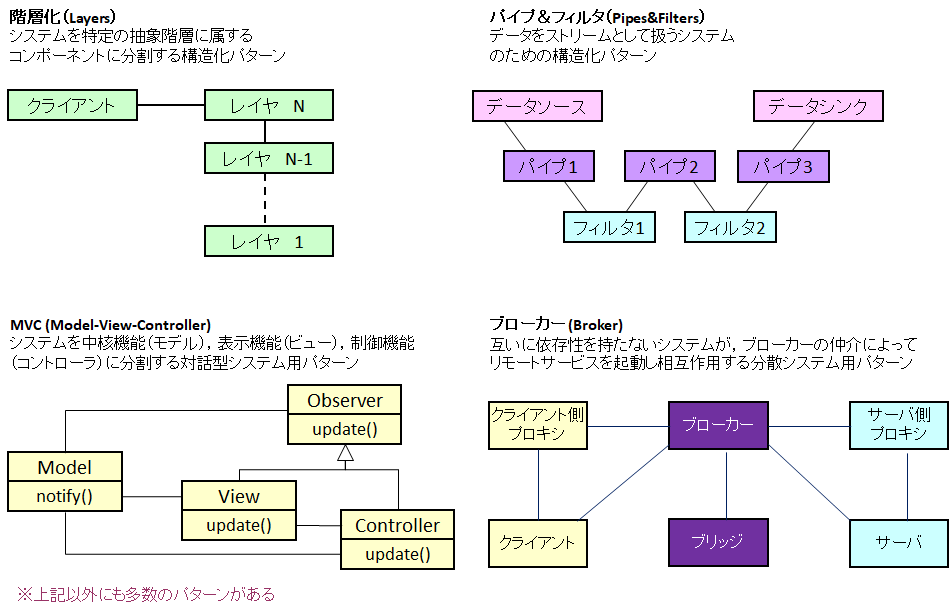 階層化(Layers)
システムを特定の抽象階層に属する
コンポーネントに分割する構造化パターン
クライアント
レイヤ N
レイヤ N-1
レイヤ 1
パイプ＆フィルタ(Pipes&Filters)
データをストリームとして扱うシステム
のための構造化パターン
データソース
データシンク
パイプ1
パイプ2
パイプ3
フィルタ1
フィルタ2
MVC (Model-View-Controller)
システムを中核機能(モデル), 表示機能(ビュー), 制御機能
(コントローラ)に分割する対話型システム用パターン
Observer
update()
Model
notify()
View
update()
Controller
update()
※上記以外にも多数のパターンがある
ブローカー(Broker)
互いに依存性を持たないシステムが, ブローカーの仲介によって
リモートサービスを起動し相互作用する分散システム用パターン
クライアント側
プロキシ
ブローカー
サーバ側
プロキシ
クライアント
ブリッジ
サーバ